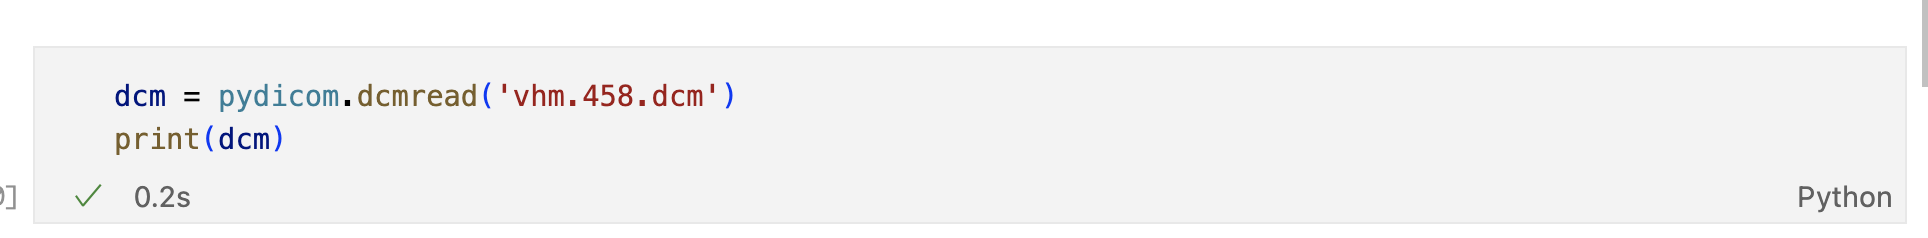 dcm = pydicom.dcmread('vhm.458.dcm')
print(dcm)
0.2s
Python